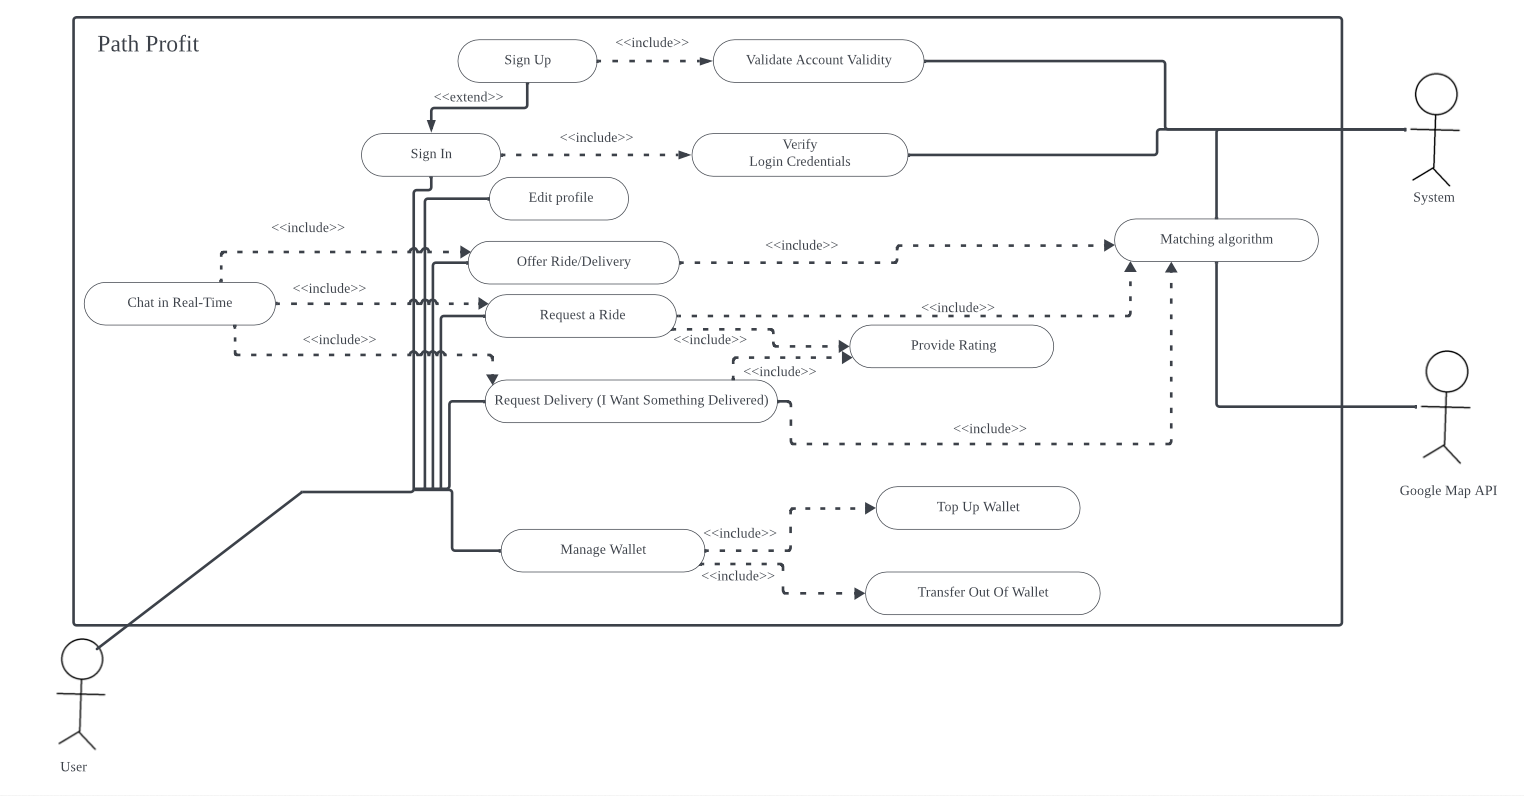 Path Profit
Sign Up
<<include>>
Validate Account Validity
<<extend>>
Sign In
<<include>>
Verify
Login Credentials
System
Edit profile
<<include>>
Offer Ride/Delivery
<<include>>
Matching algorithm
Chat in Real-Time
<<include>>
Request a Ride
<<include>>
<<include>>
<<include>>
Provide Rating
<<include>>
Request Delivery (I Want Something Delivered)
<<include>>
Google Map API
Top Up Wallet
<<include>>
Manage Wallet
<<include>>
Transfer Out Of Wallet
User